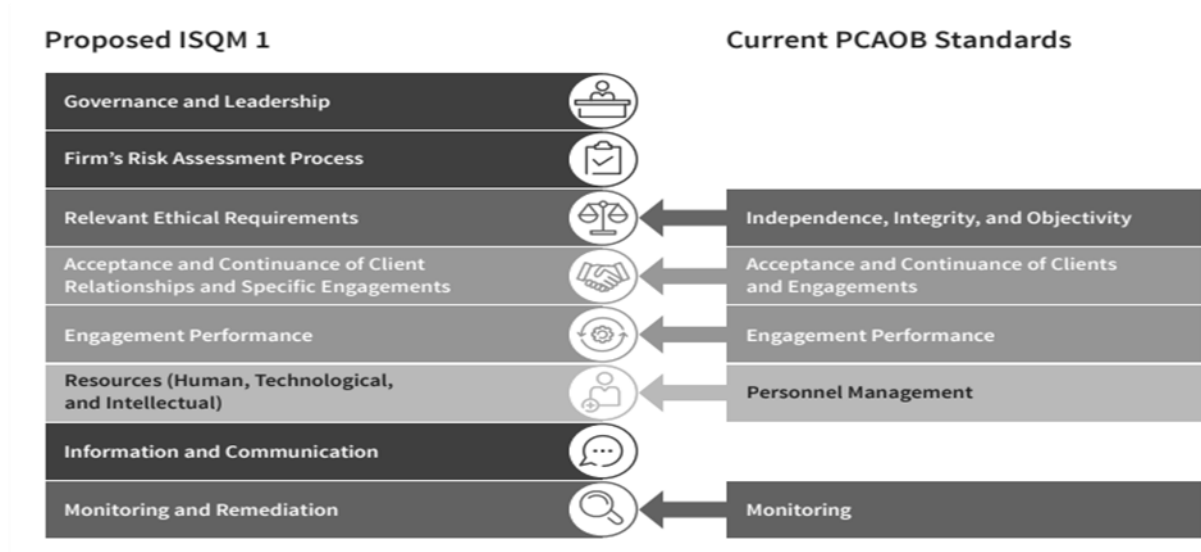 Proposed ISQM 1
Current PCAOB Standards
Governance and Leadership
Firm's Risk Assessment Process
Relevant Ethical Requirements
Independence, Integrity, and Objectivity
Acceptance and Continuance of Client
Relationships and Specific Engagements
Acceptance and Continuance of Clients
and Engagements
Engagement Performance
Engagement Performance
Resources (Human, Technological,
and Intellectual)
Personnel Management
Information and Communication
Monitoring and Remediation
Monitoring